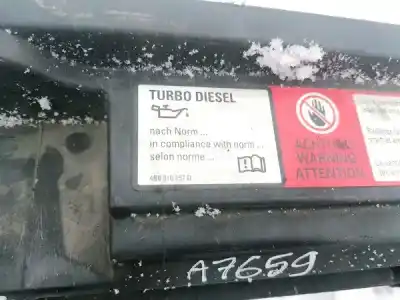 TURBO DIESEL
nach Norm ...
in compliance with norm ...
selon norme ...
ACHTUNG
WARNING
ATTENTION
A7659